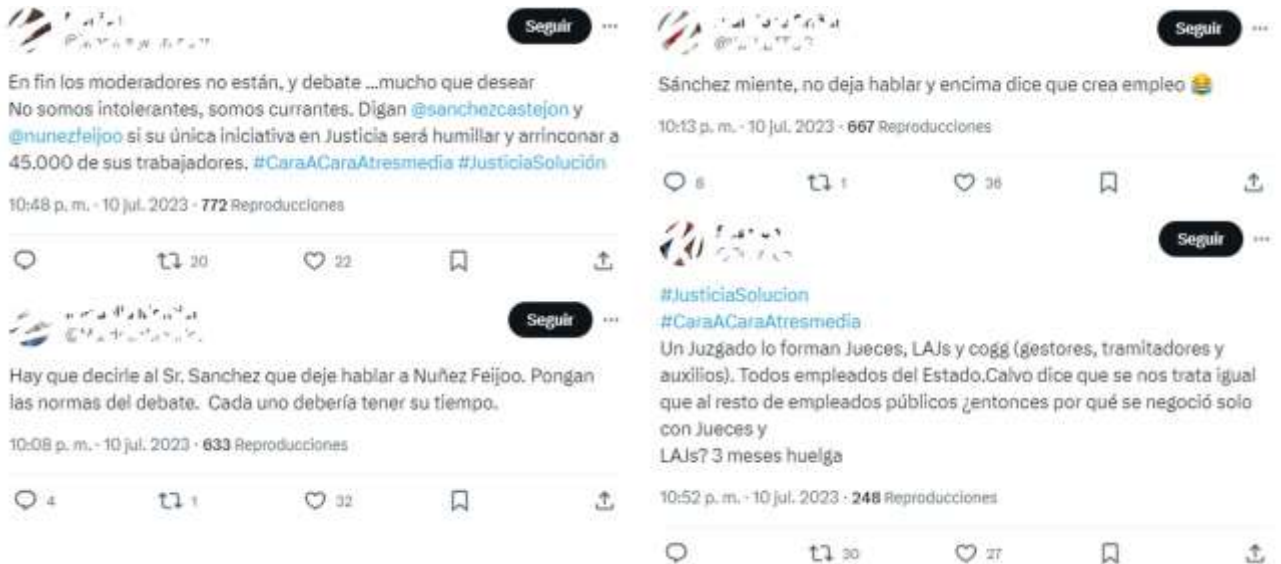 Seguir
En fin los moderadores no están, y debate ...mucho que desear
No somos intolerantes, somos currantes. Digan @sanchezcastejon y
@nunezfeijoo si su única iniciativa en Justicia será humillar y arrinconar a
45.000 de sus trabajadores. #CaraACaraAtresmedia #JusticiaSolución
10:48 p. m. · 10 jul. 2023 · 772 Reproducciones
20 22
Seguir
Hay que decirle al Sr. Sanchez que deje hablar a Nuñez Feijoo. Pongan
las normas del debate. Cada uno debería tener su tiempo.
10:08 p. m. · 10 jul. 2023 · 633 Reproducciones
4 1 32
Seguir
Sánchez miente, no deja hablar y encima dice que crea empleo 😂
10:13 p. m. · 10 jul. 2023 · 667 Reproducciones
6 1 36
Seguir
#JusticiaSolucion
#CaraACaraAtresmedia
Un Juzgado lo forman Jueces, LAJs y cogg (gestores, tramitadores y
auxilios). Todos empleados del Estado.Calvo dice que se nos trata igual
que al resto de empleados públicos ¿entonces por qué se negoció solo
con Jueces y
LAJs? 3 meses huelga
10:52 p. m. · 10 jul. 2023 · 248 Reproducciones
30 27